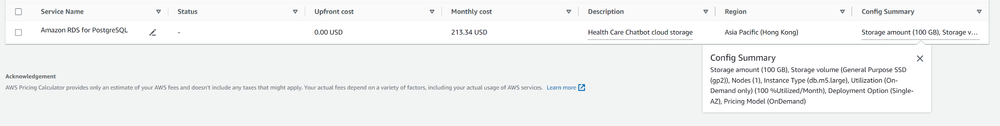 Service Name Status Upfront cost Monthly cost Description Region Config Summary
Amazon RDS for PostgreSQL - 0.00 USD 213.34 USD Health Care Chatbot cloud storage Asia Pacific (Hong Kong) Storage amount (100 GB), Storage v...
Config Summary
Storage amount (100 GB), Storage volume (General Purpose SSD
(gp2)), Nodes (1), Instance Type (db.m5.large), Utilization (On-
Demand only) (100 %Utilized/Month), Deployment Option (Single-
AZ), Pricing Model (OnDemand)
Acknowledgement
AWS Pricing Calculator provides only an estimate of your AWS fees and doesn't include any taxes that might apply. Your actual fees depend on a variety of factors, including your actual usage of AWS services. Learn more